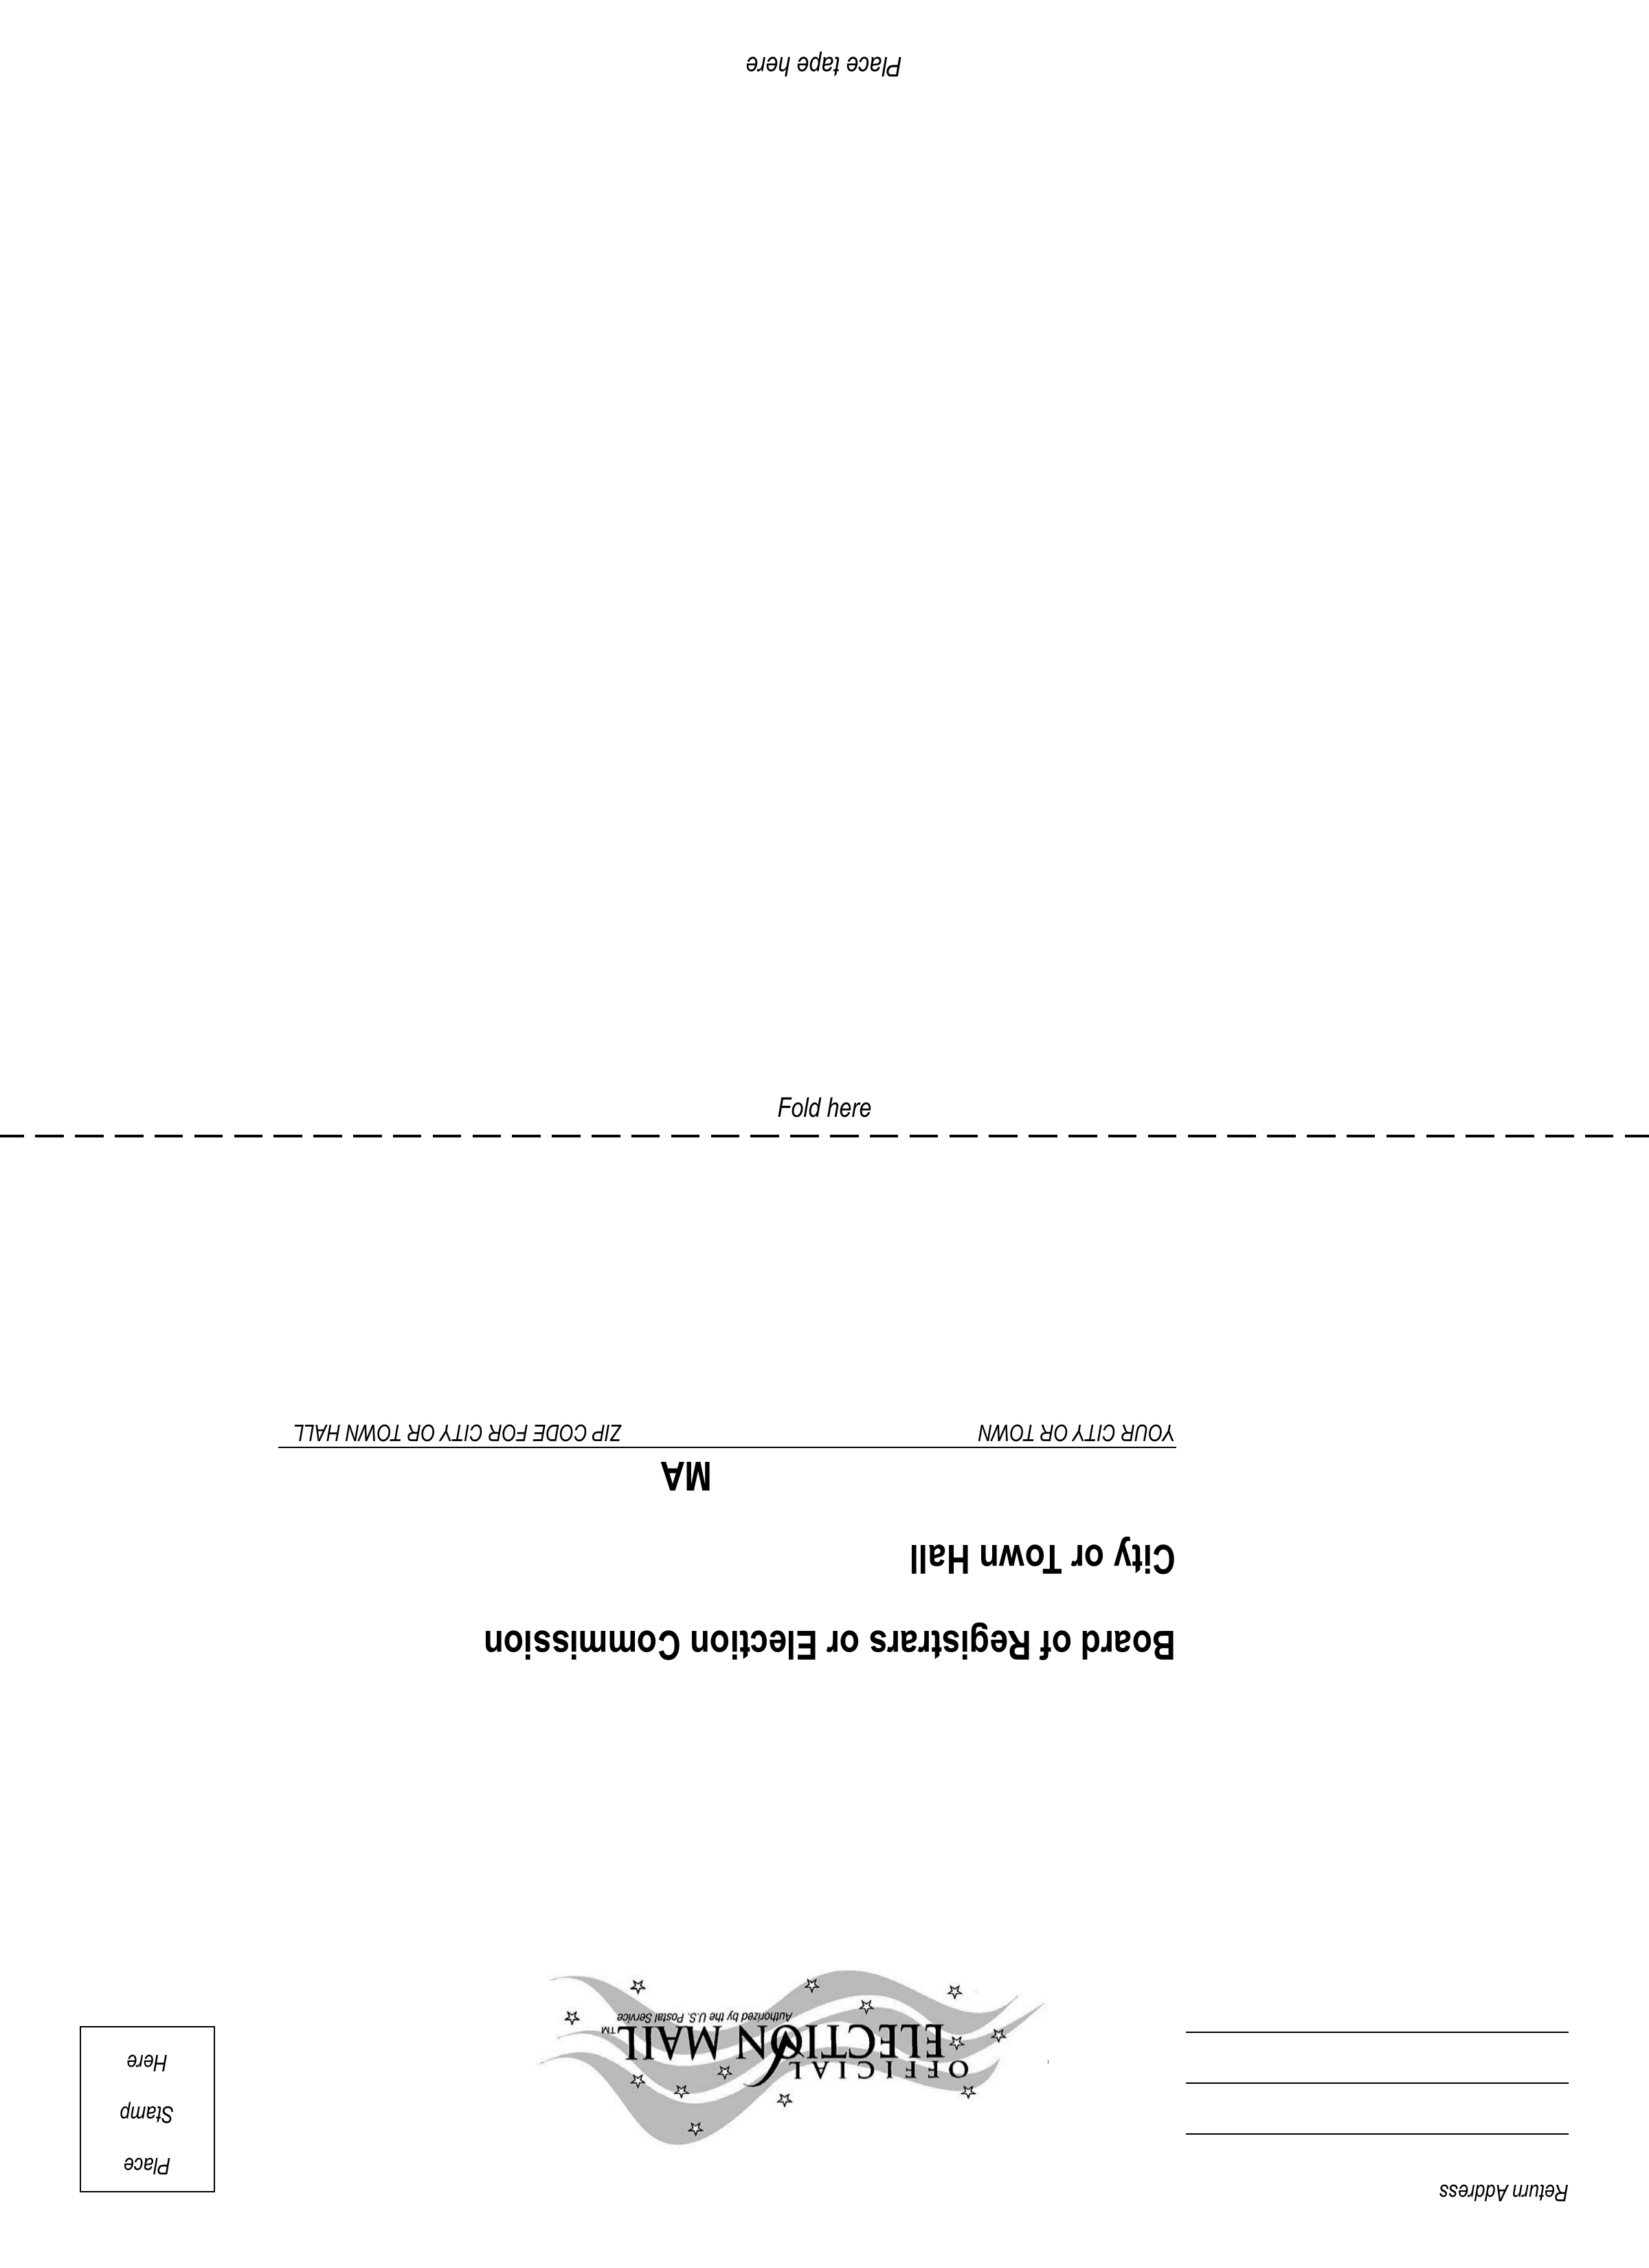 Place tape here
Fold here
Return Address
Place
Stamp
Here
OFFICIAL
ELECTION MAIL™
Authorized by the U.S. Postal Service
Board of Registrars or Election Commission
City or Town Hall
MA
YOUR CITY OR TOWN ZIP CODE FOR CITY OR TOWN HALL